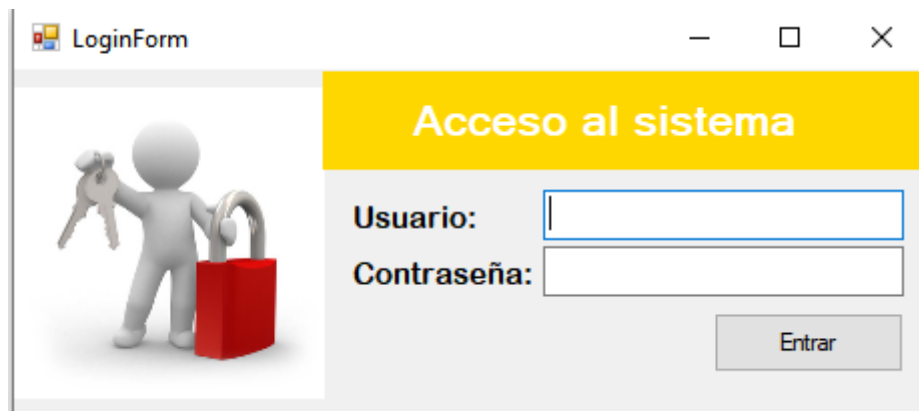 LoginForm
Acceso al sistema
Usuario:
Contraseña:
Entrar